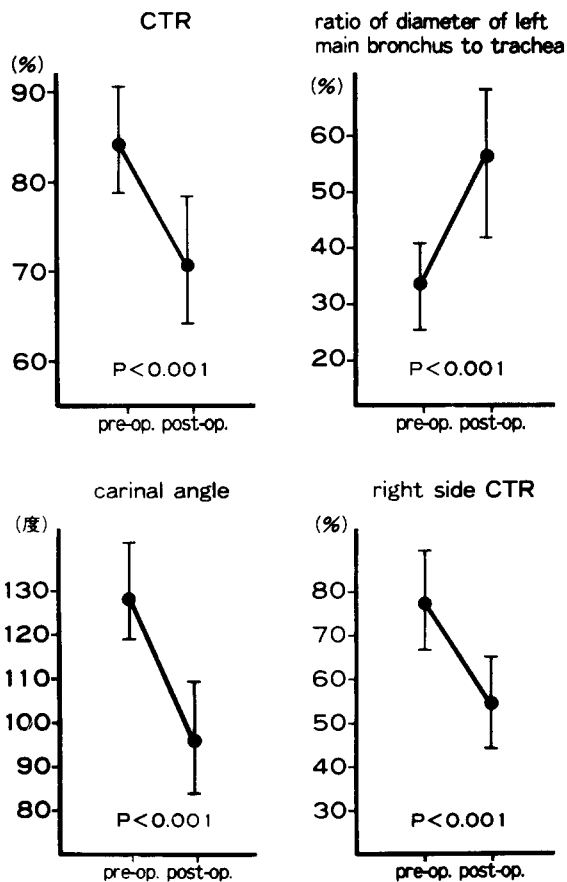 CTR
(%)
90
80
70
60
P<0.001
pre-op. post-op.
ratio of diameter of left
main bronchus to trachea
(%)
60
50
40
30
20
P<0.001
pre-op. post-op.
carinal angle
(度)
130
120
110
100
90
80
P<0.001
pre-op. post-op.
right side CTR
(%)
80
70
60
50
40
30
P<0.001
pre-op. post-op.